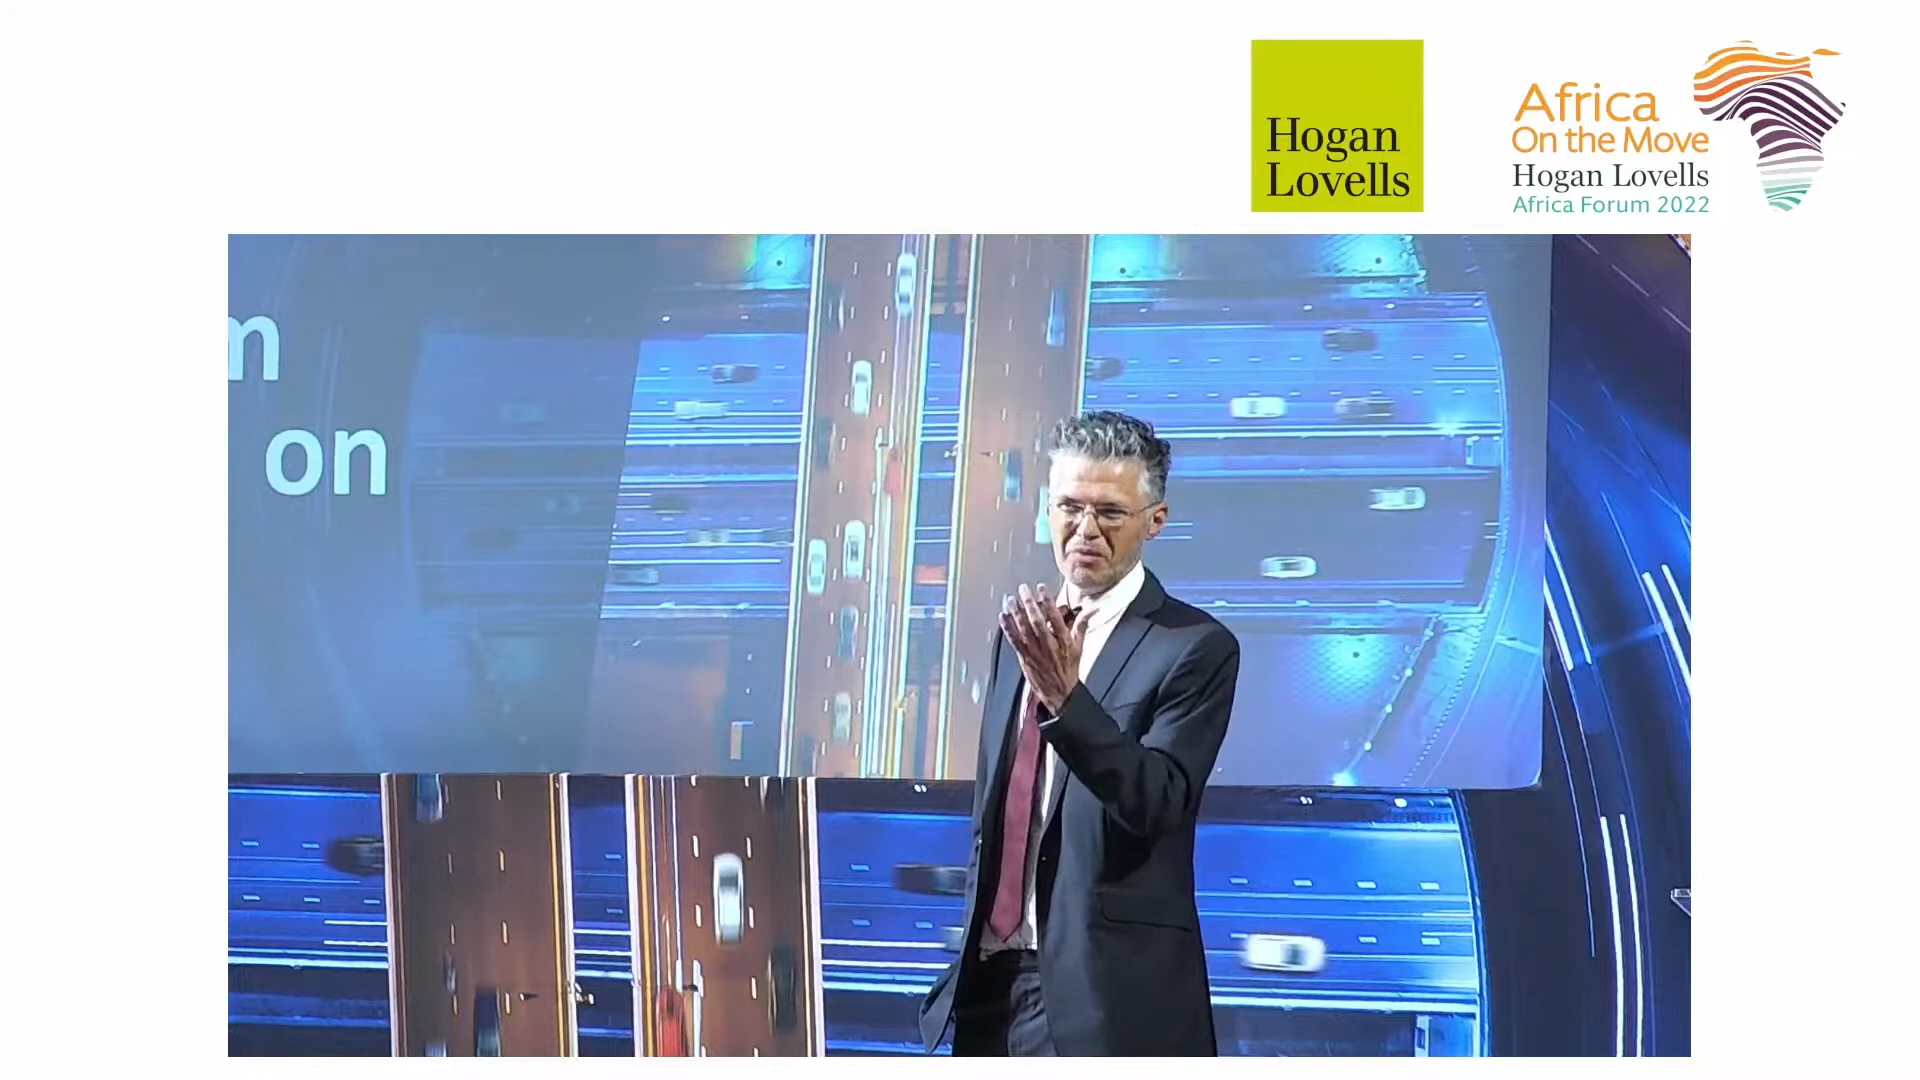 Hogan
Lovells
Africa
On the Move
Hogan Lovells
Africa Forum 2022
on